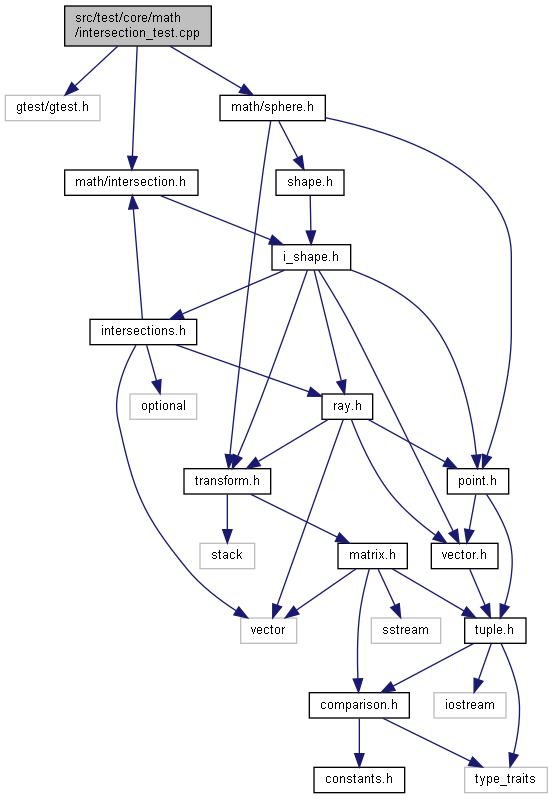 src/test/core/math
/intersection_test.cpp
gtest/gtest.h
math/sphere.h
math/intersection.h
shape.h
i_shape.h
intersections.h
optional
ray.h
transform.h
point.h
stack
matrix.h
vector.h
vector
sstream
tuple.h
comparison.h
iostream
constants.h
type_traits